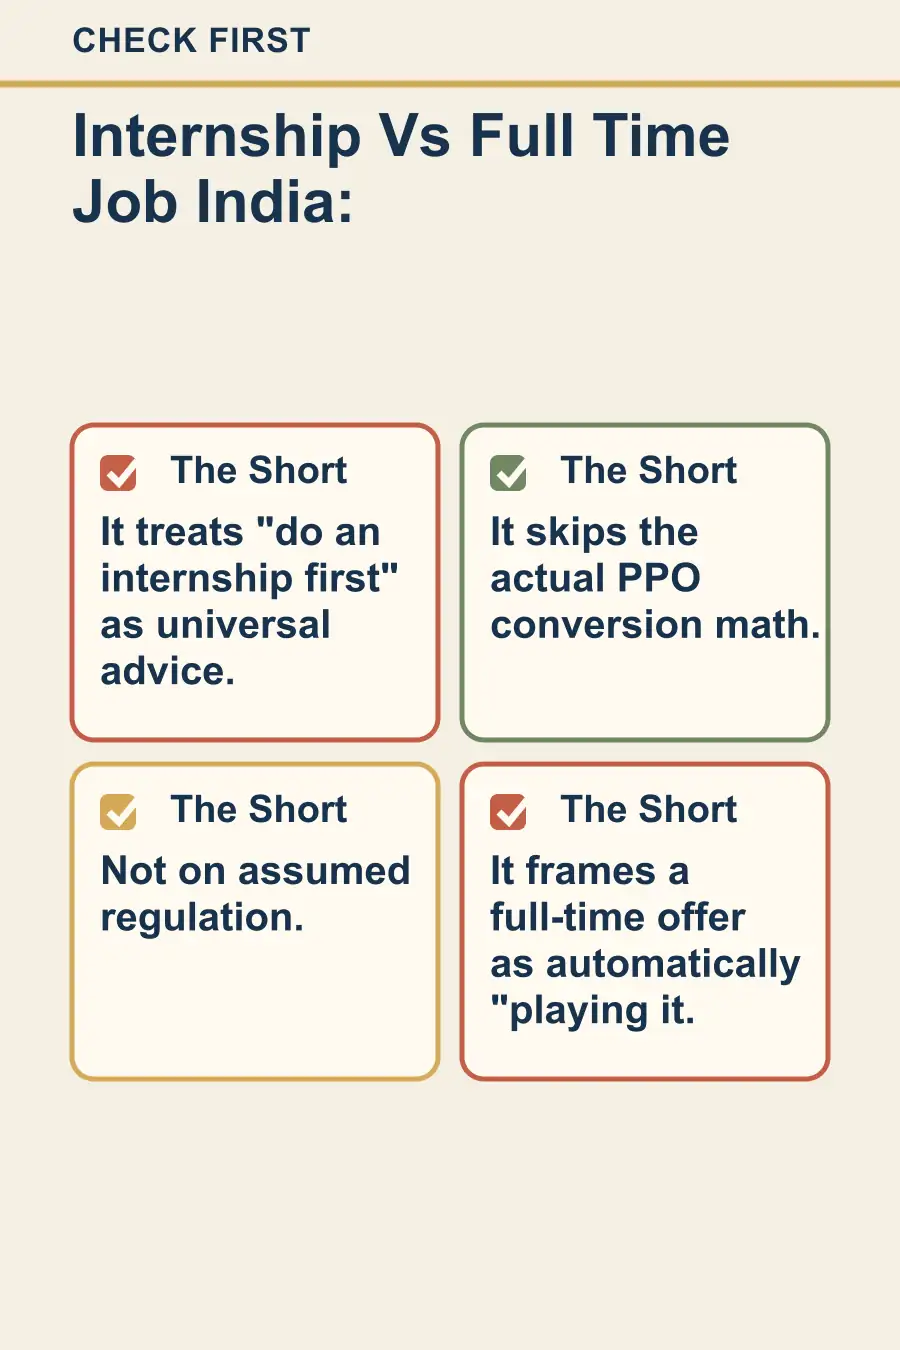 CHECK FIRST
Internship Vs Full Time
Job India:
The Short
It treats "do an
internship first"
as universal
advice.
The Short
It skips the
actual PPO
conversion math.
The Short
Not on assumed
regulation.
The Short
It frames a
full-time offer
as automatically
"playing it.